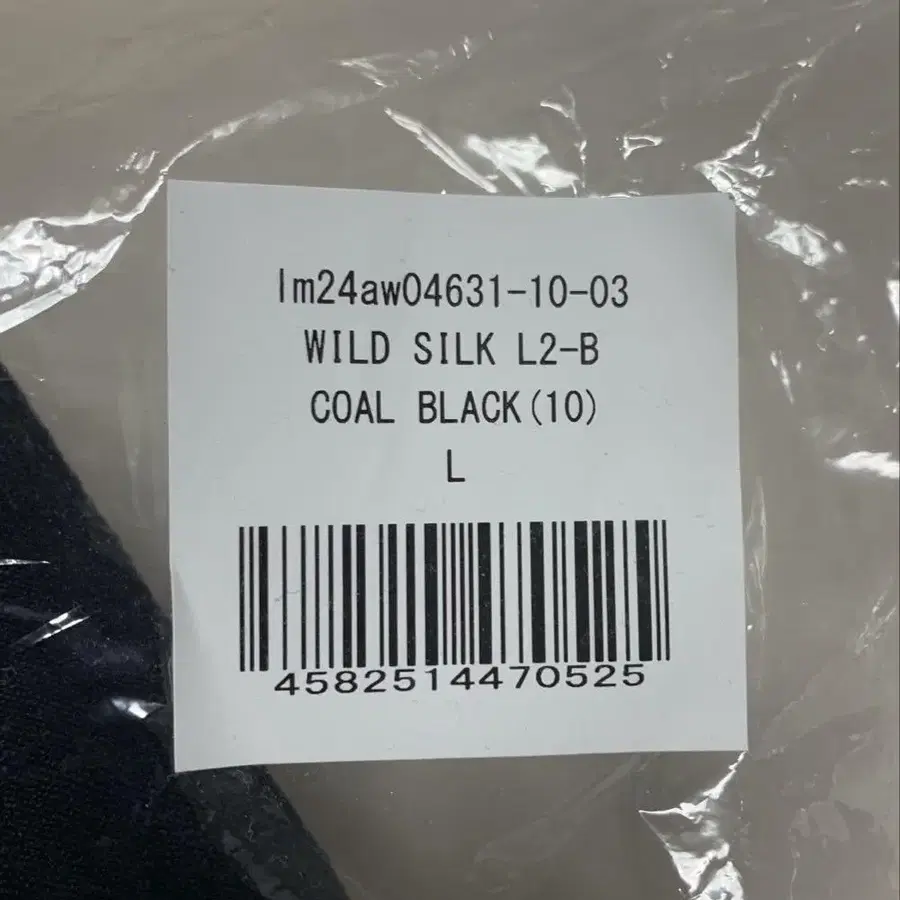 lm24aw04631-10-03
WILD SILK L2-B
COAL BLACK(10)
L
4582514470525